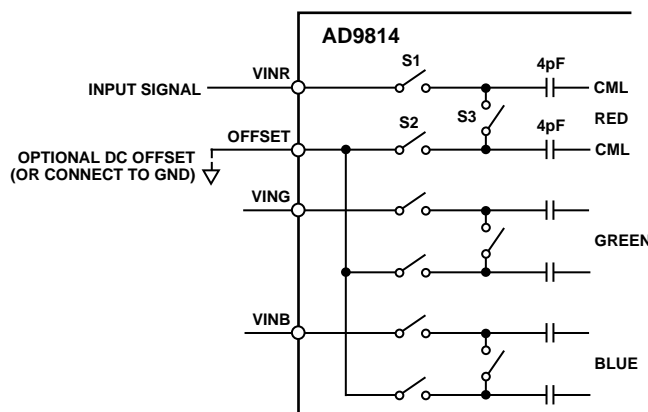 AD9814
S1
4pF
INPUT SIGNAL
VINR
CML
RED
S3
OFFSET
S2
4pF
CML
OPTIONAL DC OFFSET
(OR CONNECT TO GND)
VING
GREEN
VINB
BLUE